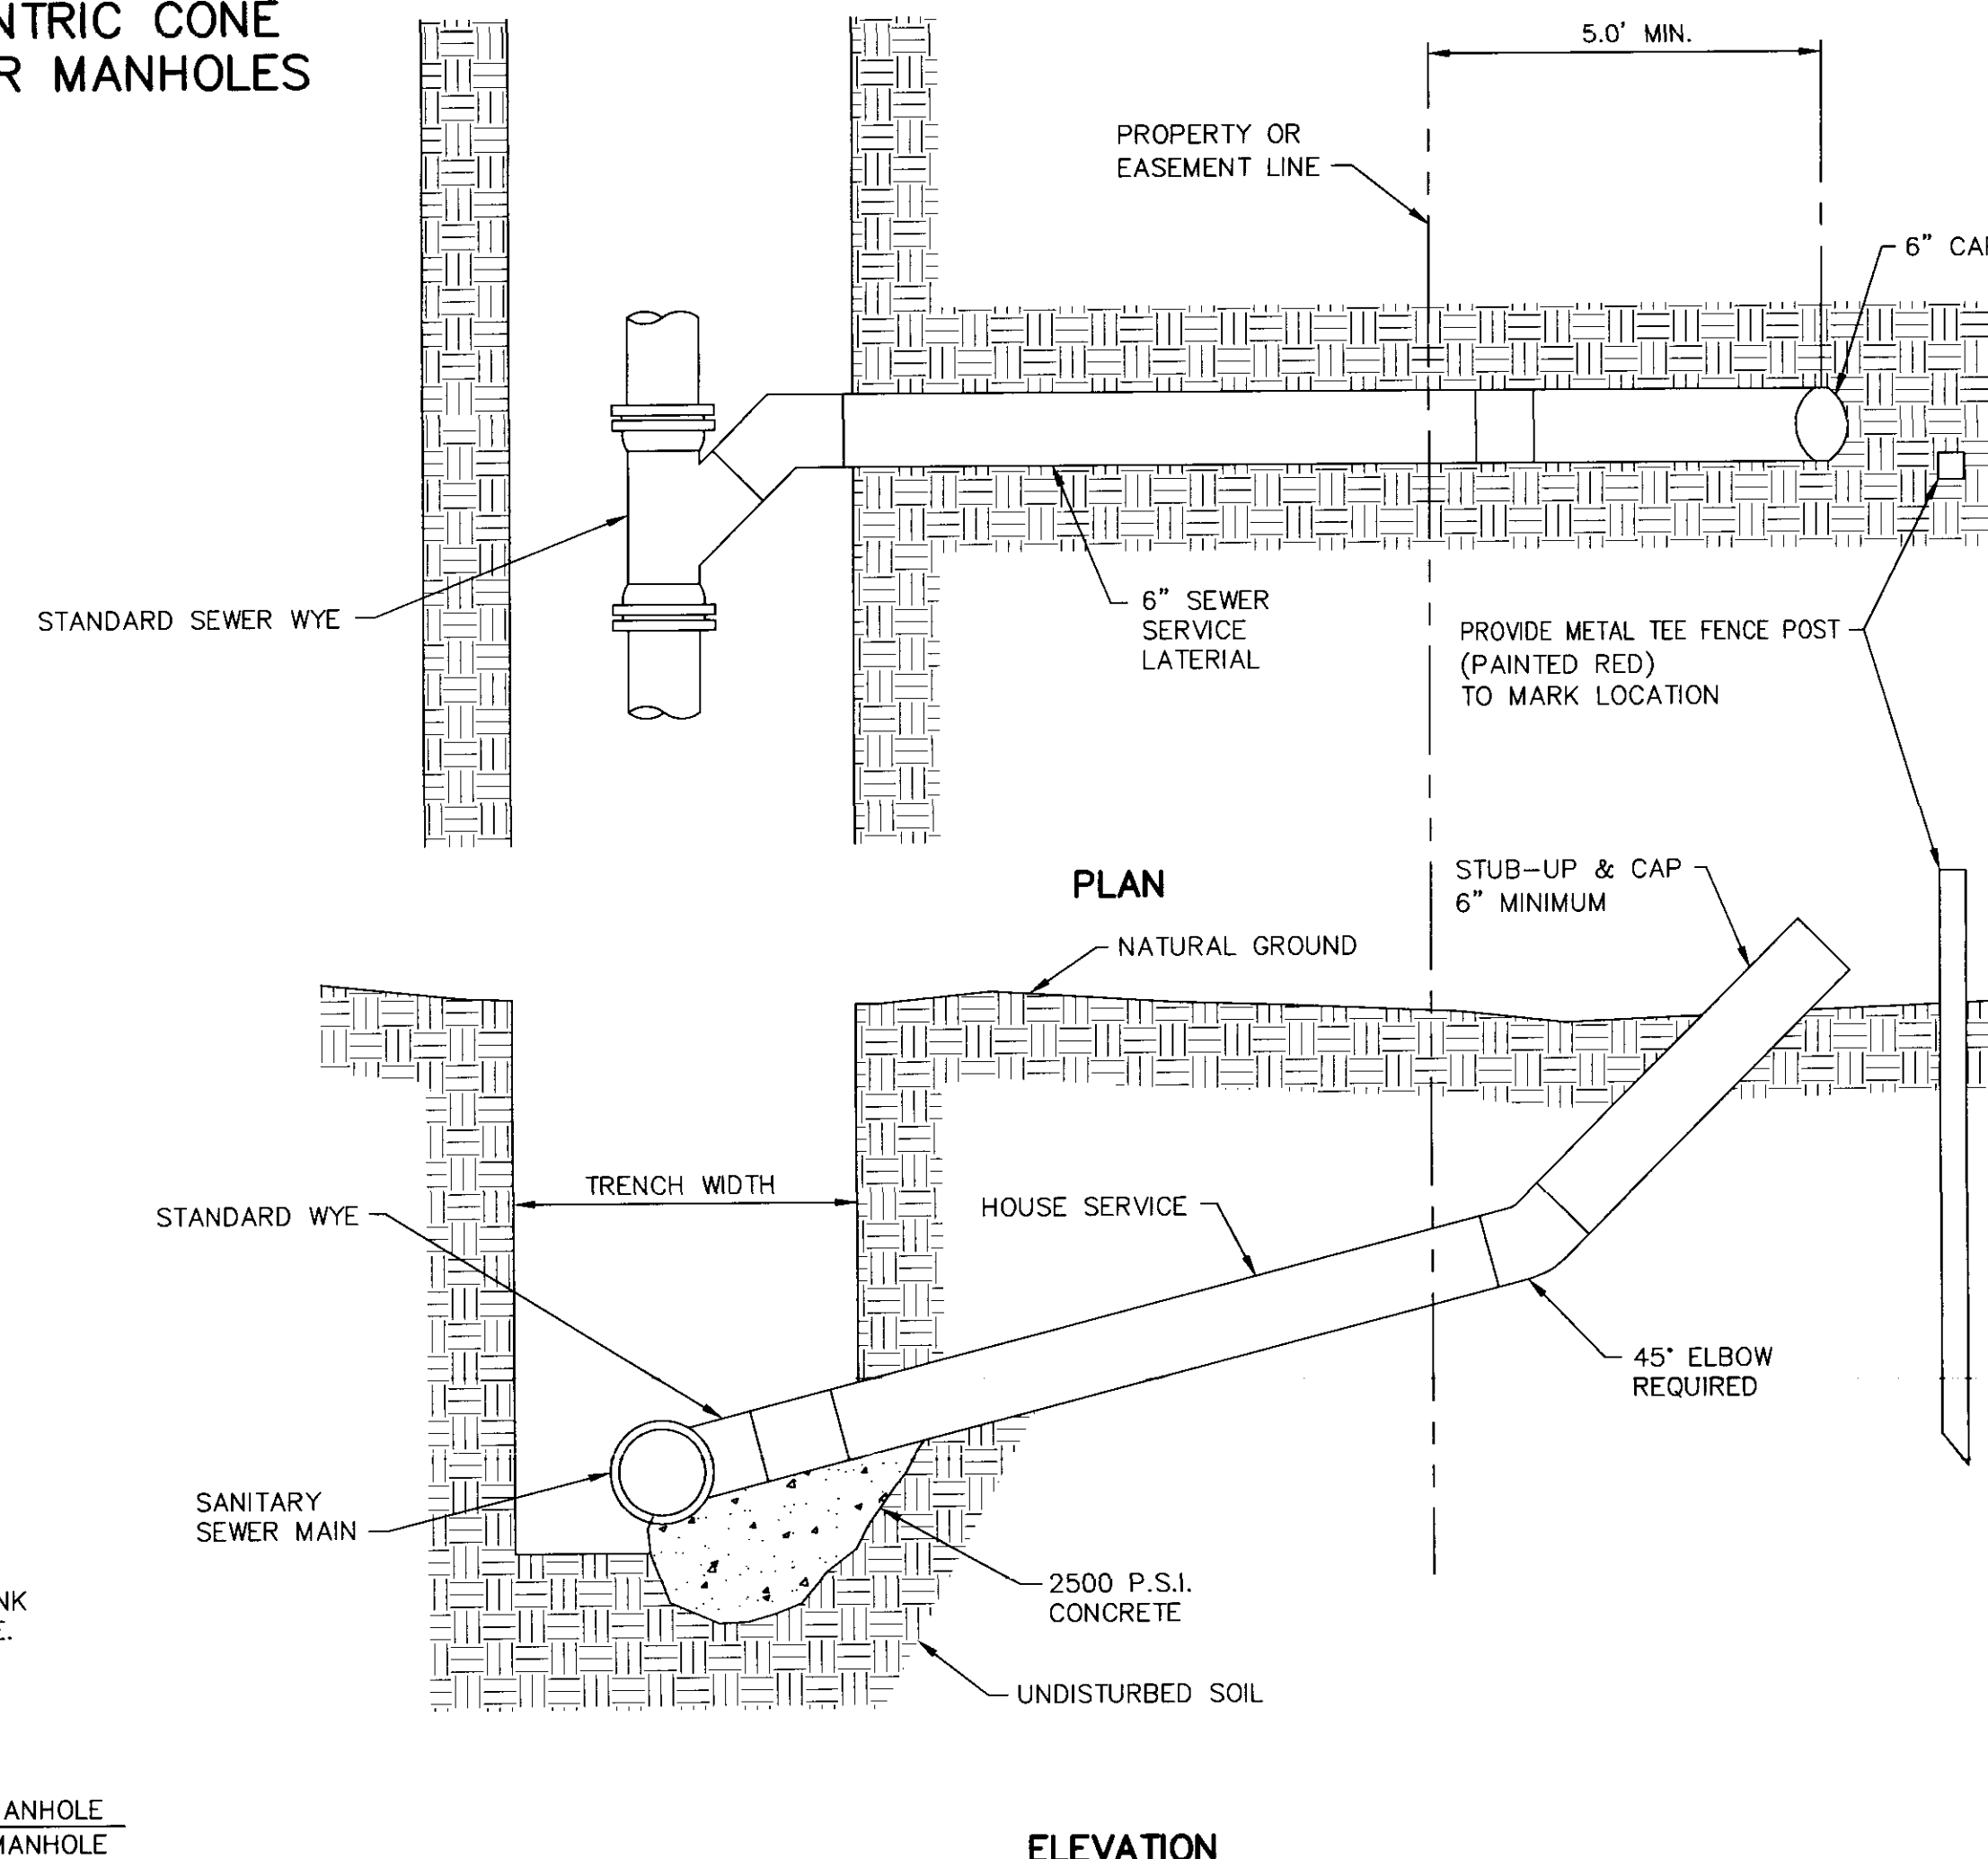 NTRIC CONE
R MANHOLES
5.0' MIN.
PROPERTY OR
EASEMENT LINE
6"
STANDARD SEWER WYE
6" SEWER
SERVICE
LATERIAL
PROVIDE METAL TEE FENCE POST
(PAINTED RED)
TO MARK LOCATION
PLAN
STUB-UP & CAP
6" MINIMUM
NATURAL GROUND
TRENCH WIDTH
STANDARD WYE
HOUSE SERVICE
45° ELBOW
REQUIRED
SANITARY
SEWER MAIN
2500 P.S.I.
CONCRETE
NK
E.
UNDISTURBED SOIL
ANHOLE
MANHOLE
ELEVATION